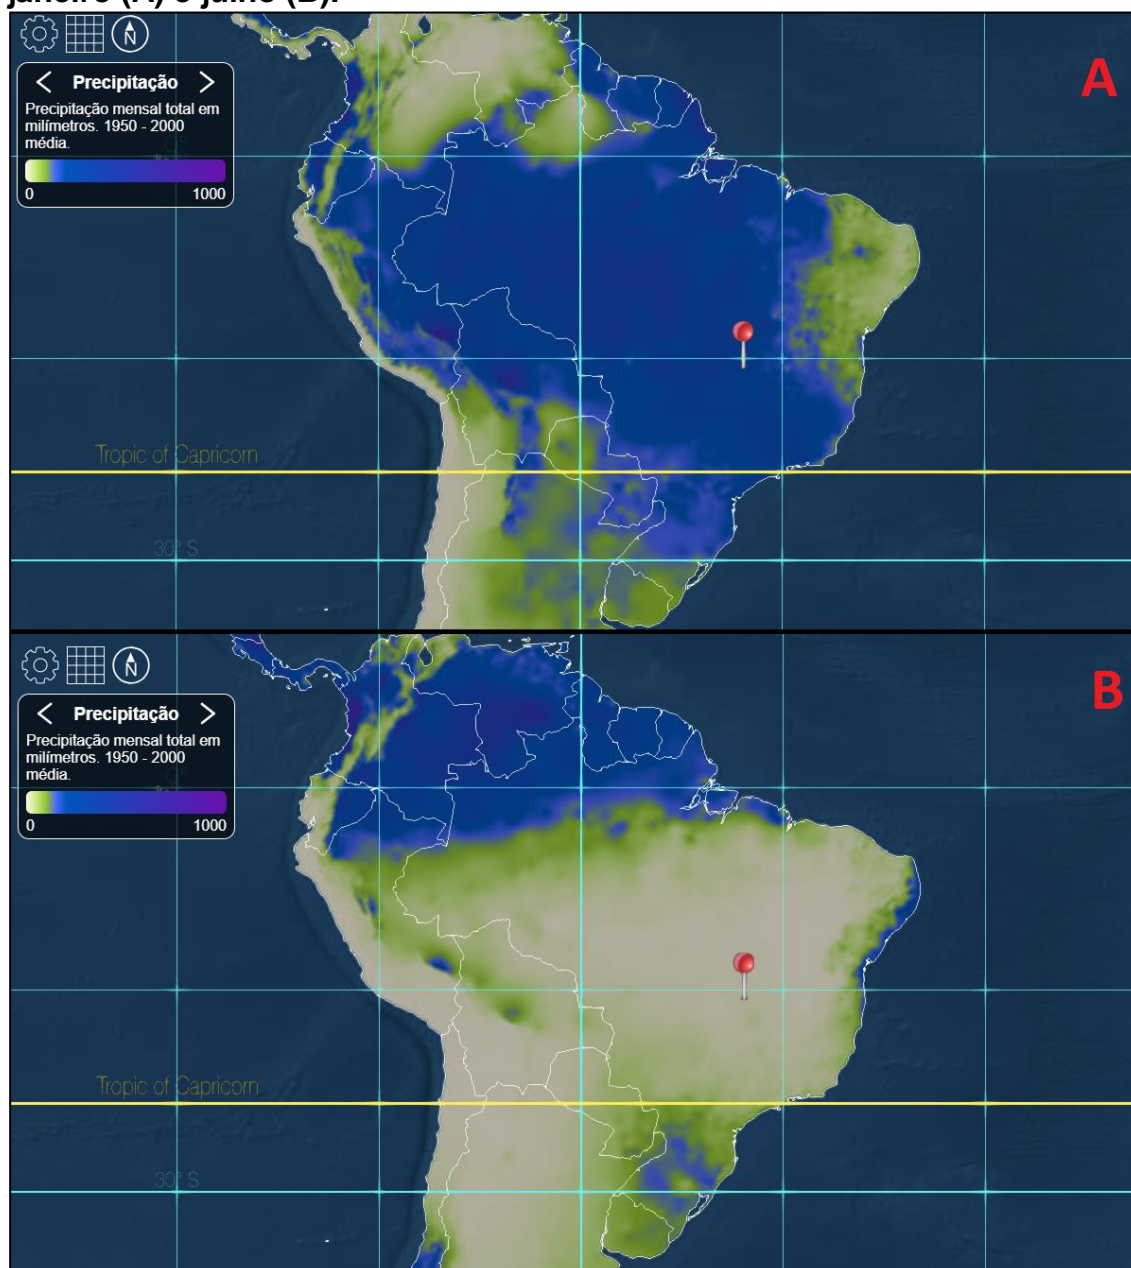 janeiro (A) e julho (B).
N
A
Precipitação
Precipitação mensal total em
milímetros. 1950 - 2000
média.
0 1000
Tropic of Capricorn
30° S
N
B
Precipitação
Precipitação mensal total em
milímetros. 1950 - 2000
média.
0 1000
Tropic of Capricorn
30° S